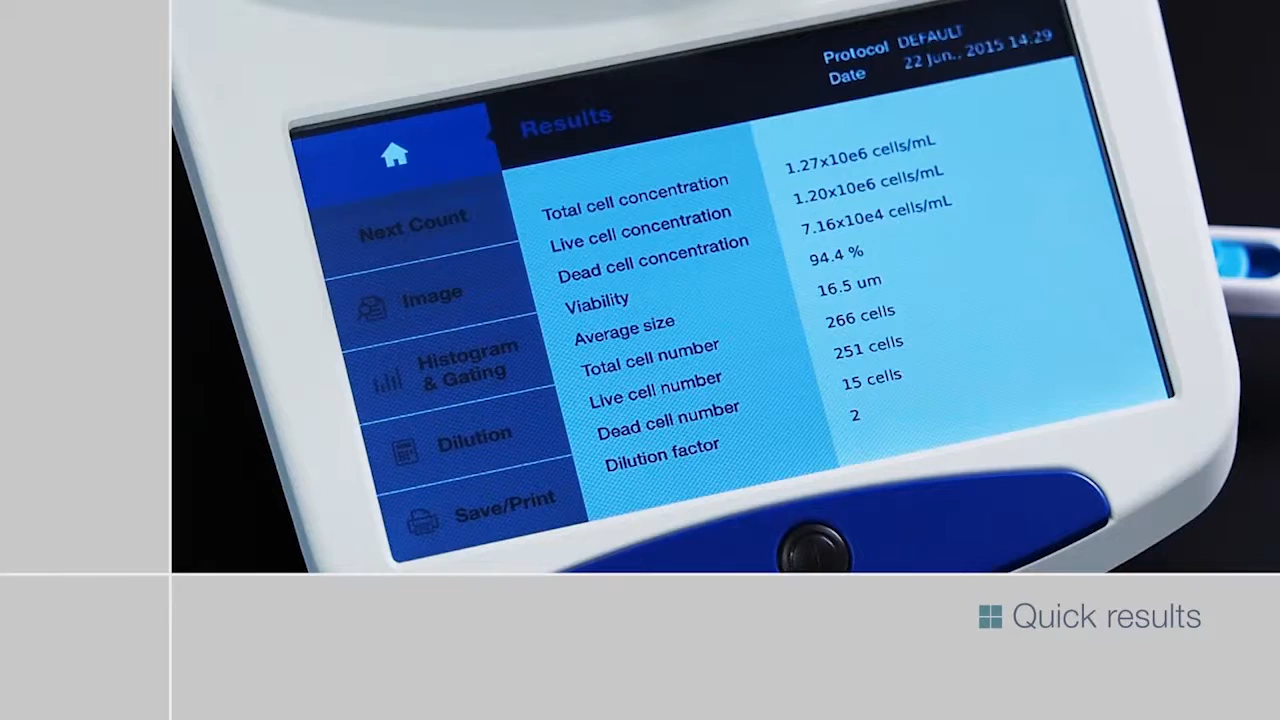 Protocol DEFAULT
Date 22 Jun., 2015 14:29
Results
Next Count
Image
Histogram
& Gating
Dilution
Save/Print
Total cell concentration 1.27x10e6 cells/mL
Live cell concentration 1.20x10e6 cells/mL
Dead cell concentration 7.16x10e4 cells/mL
Viability 94.4 %
Average size 16.5 um
Total cell number 266 cells
Live cell number 251 cells
Dead cell number 15 cells
Dilution factor 2
Quick results